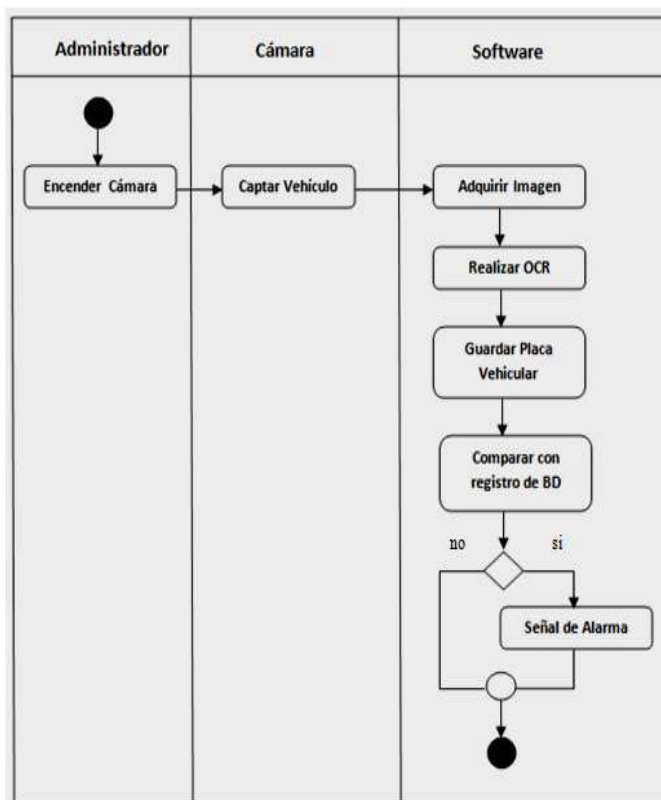 Administrador
Cámara
Software
Encender Cámara
Captar Vehículo
Adquirir Imagen
Realizar OCR
Guardar Placa
Vehicular
Comparar con
registro de BD
no
si
Señal de Alarma